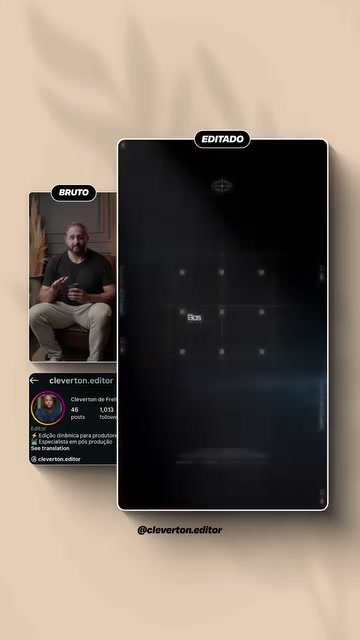 EDITADO
BRUTO
cleverton.editor
Cleverton de Frei
46
1,013
posts
followe
Editor
⚡ Edição dinâmica para produtore
Especialista em pós produção
See translation
cleverton.editor
@cleverton.editor